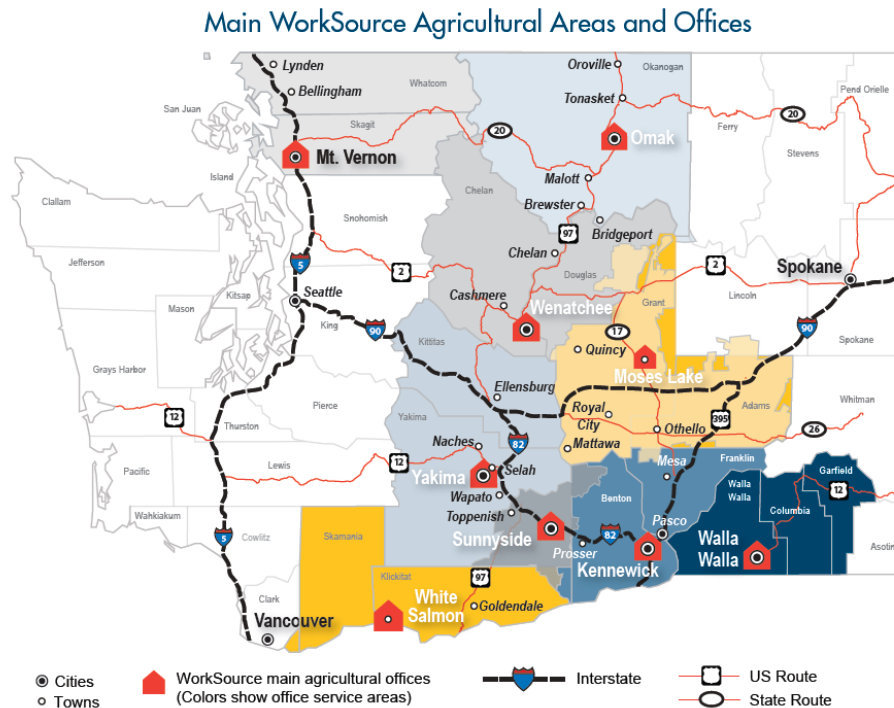 Main WorkSource Agricultural Areas and Offices
Lynden
Bellingham
Whatcom
San Juan
Skagit
20
Mt. Vernon
Island
Clallam
Snohomish
Jefferson
5
2
Kitsap
Seattle
Mason
King
90
Grays Harbor
Pierce
12
Thurston
Pacific
Lewis
12
Wahkiakum
Cowlitz
5
Skamania
Clark
Vancouver
Oroville
Okanogan
Tonasket
Omak
Ferry
Pend Orielle
20
Stevens
Malott
Brewster
Chelan
97
Bridgeport
Chelan
Douglas
Cashmere
Wenatchee
Grant
2
Spokane
Lincoln
17
90
Spokane
Quincy
Moses Lake
Kittitas
Ellensburg
Royal
City
Othello
Mattawa
395
Adams
Whitman
26
Yakima
82
Naches
Selah
Yakima
Wapato
Toppenish
Sunnyside
Prosser
82
Benton
Mesa
Franklin
Pasco
Kennewick
Walla
Walla
Garfield
Columbia
12
Walla
Walla
Asotin
Klickitat
White
Salmon
97
Goldendale
Cities
Towns
WorkSource main agricultural offices
(Colors show office service areas)
Interstate
US Route
State Route